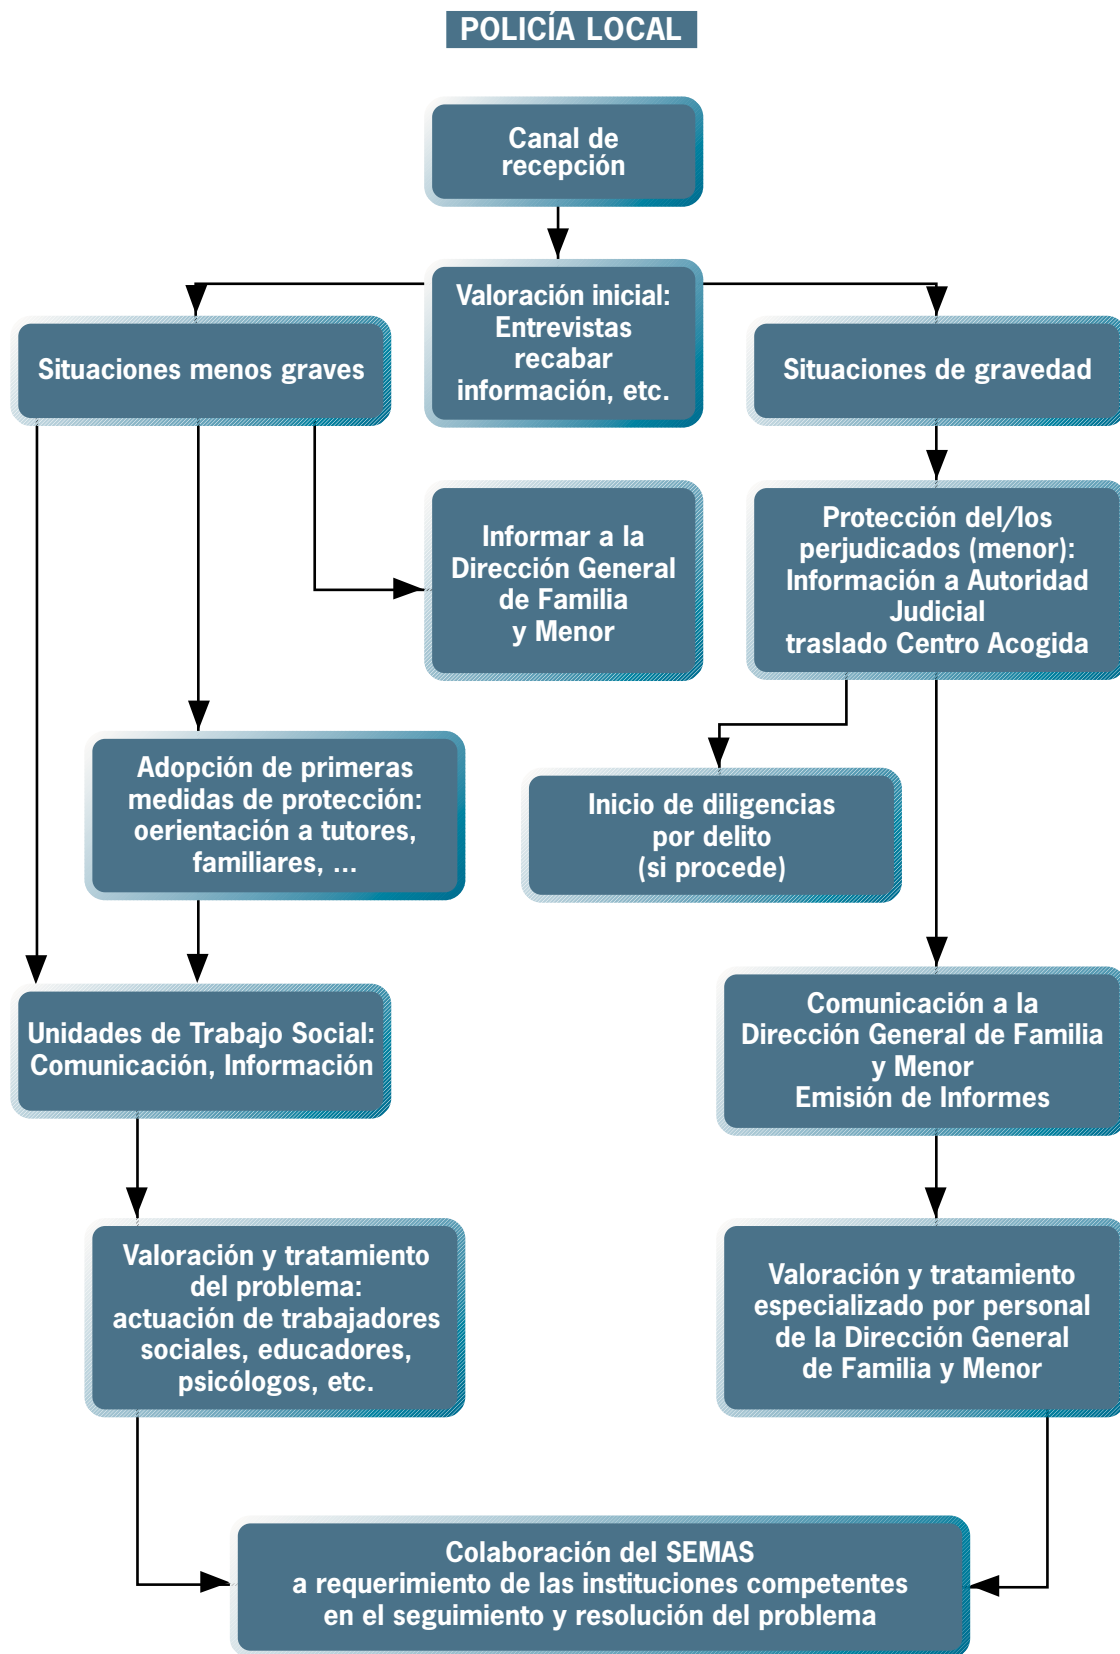 POLICÍA LOCAL
Canal de
recepción
Valoración inicial:
Entrevistas
recabar
información, etc.
Situaciones menos graves
Situaciones de gravedad
Informar a la
Dirección General
de Familia
y Menor
Protección del/los
perjudicados (menor):
Información a Autoridad
Judicial
traslado Centro Acogida
Adopción de primeras
medidas de protección:
oerientación a tutores,
familiares, ...
Inicio de diligencias
por delito
(si procede)
Unidades de Trabajo Social:
Comunicación, Información
Comunicación a la
Dirección General de Familia
y Menor
Emisión de Informes
Valoración y tratamiento
del problema:
actuación de trabajadores
sociales, educadores,
psicólogos, etc.
Valoración y tratamiento
especializado por personal
de la Dirección General
de Familia y Menor
Colaboración del SEMAS
a requerimiento de las instituciones competentes
en el seguimiento y resolución del problema